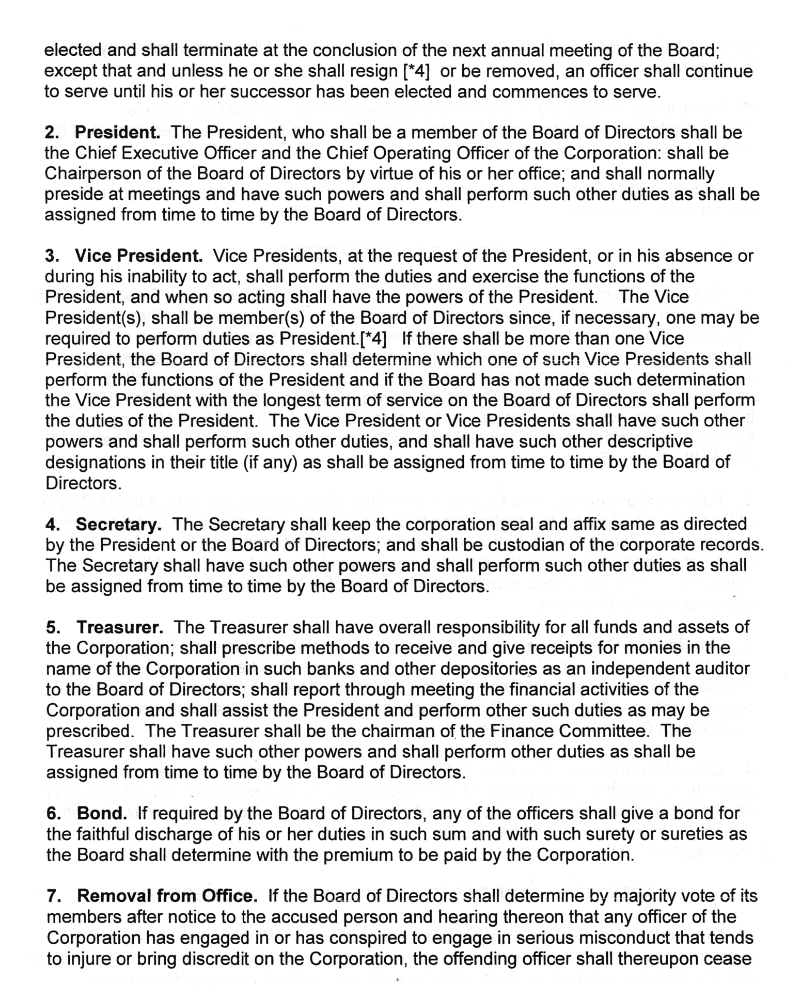 elected and shall terminate at the conclusion of the next annual meeting of the Board;
except that and unless he or she shall resign [*4] or be removed, an officer shall continue
to serve until his or her successor has been elected and commences to serve.
2. President. The President, who shall be a member of the Board of Directors shall be
the Chief Executive Officer and the Chief Operating Officer of the Corporation: shall be
Chairperson of the Board of Directors by virtue of his or her office; and shall normally
preside at meetings and have such powers and shall perform such other duties as shall be
assigned from time to time by the Board of Directors.
3. Vice President. Vice Presidents, at the request of the President, or in his absence or
during his inability to act, shall perform the duties and exercise the functions of the
President, and when so acting shall have the powers of the President. The Vice
President(s), shall be member(s) of the Board of Directors since, if necessary, one may be
required to perform duties as President.[*4] If there shall be more than one Vice
President, the Board of Directors shall determine which one of such Vice Presidents shall
perform the functions of the President and if the Board has not made such determination
the Vice President with the longest term of service on the Board of Directors shall perform
the duties of the President. The Vice President or Vice Presidents shall have such other
powers and shall perform such other duties, and shall have such other descriptive
designations in their title (if any) as shall be assigned from time to time by the Board of
Directors.
4. Secretary. The Secretary shall keep the corporation seal and affix same as directed
by the President or the Board of Directors; and shall be custodian of the corporate records.
The Secretary shall have such other powers and shall perform such other duties as shall
be assigned from time to time by the Board of Directors.
5. Treasurer. The Treasurer shall have overall responsibility for all funds and assets of
the Corporation; shall prescribe methods to receive and give receipts for monies in the
name of the Corporation in such banks and other depositories as an independent auditor
to the Board of Directors; shall report through meeting the financial activities of the
Corporation and shall assist the President and perform other such duties as may be
prescribed. The Treasurer shall be the chairman of the Finance Committee. The
Treasurer shall have such other powers and shall perform other duties as shall be
assigned from time to time by the Board of Directors.
6. Bond. If required by the Board of Directors, any of the officers shall give a bond for
the faithful discharge of his or her duties in such sum and with such surety or sureties as
the Board shall determine with the premium to be paid by the Corporation.
7. Removal from Office. If the Board of Directors shall determine by majority vote of its
members after notice to the accused person and hearing thereon that any officer of the
Corporation has engaged in or has conspired to engage in serious misconduct that tends
to injure or bring discredit on the Corporation, the offending officer shall thereupon cease